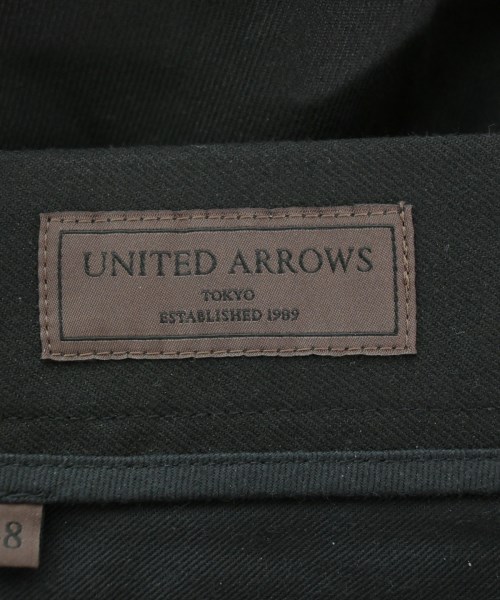 UNITED ARROWS
TOKYO
ESTABLISHED 1989
8